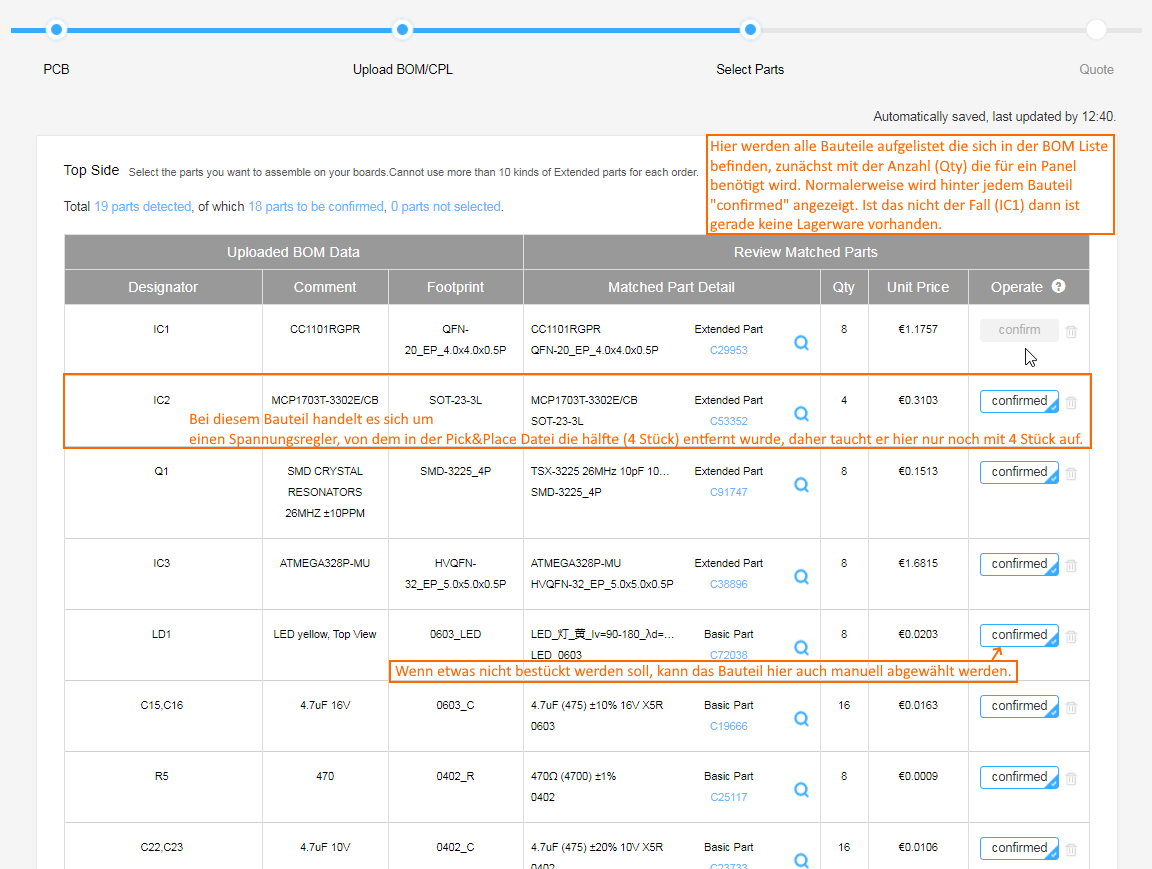 PCB
Upload BOM/CPL
Select Parts
Quote
Automatically saved, last updated by 12:40.
Hier werden alle Bauteile aufgelistet die sich in der BOM Liste
befinden, zunächst mit der Anzahl (Qty) die für ein Panel
benötigt wird. Normalerweise wird hinter jedem Bauteil
"confirmed" angezeigt. Ist das nicht der Fall (IC1) dann ist
gerade keine Lagerware vorhanden.
Top Side Select the parts you want to assemble on your boards.Cannot use more than 10 kinds of Extended parts for each order.
Total 19 parts detected, of which 18 parts to be confirmed, 0 parts not selected.
Uploaded BOM Data Review Matched Parts
Designator Comment Footprint Matched Part Detail Qty Unit Price Operate ?
IC1 CC1101RGPR QFN- CC1101RGPR Extended Part 8 €1.1757 confirm
20_EP_4.0x4.0x0.5P QFN-20_EP_4.0x4.0x0.5P C29953
IC2 MCP1703T-3302E/CB SOT-23-3L MCP1703T-3302E/CB Extended Part 4 €0.3103 confirmed
SOT-23-3L C53352
Bei diesem Bauteil handelt es sich um
einen Spannungsregler, von dem in der Pick&Place Datei die hälfte (4 Stück) entfernt wurde, daher taucht er hier nur noch mit 4 Stück auf.
Q1 SMD CRYSTAL SMD-3225_4P TSX-3225 26MHz 10pF 10... Extended Part 8 €0.1513 confirmed
RESONATORS SMD-3225_4P C91747
26MHZ ±10PPM
IC3 ATMEGA328P-MU HVQFN- ATMEGA328P-MU Extended Part 8 €1.6815 confirmed
32_EP_5.0x5.0x0.5P HVQFN-32_EP_5.0x5.0x0.5P C38896
LD1 LED yellow, Top View 0603_LED LED_灯_黄_Iv=90-180_λd=... Basic Part 8 €0.0203 confirmed
LED_0603 C72038
Wenn etwas nicht bestückt werden soll, kann das Bauteil hier auch manuell abgewählt werden.
C15,C16 4.7uF 16V 0603_C 4.7uF (475) ±10% 16V X5R Basic Part 16 €0.0163 confirmed
0603 C19666
R5 470 0402_R 470Ω (4700) ±1% Basic Part 8 €0.0009 confirmed
0402 C25117
C22,C23 4.7uF 10V 0402_C 4.7uF (475) ±20% 10V X5R Basic Part 16 €0.0106 confirmed
0402 C23733